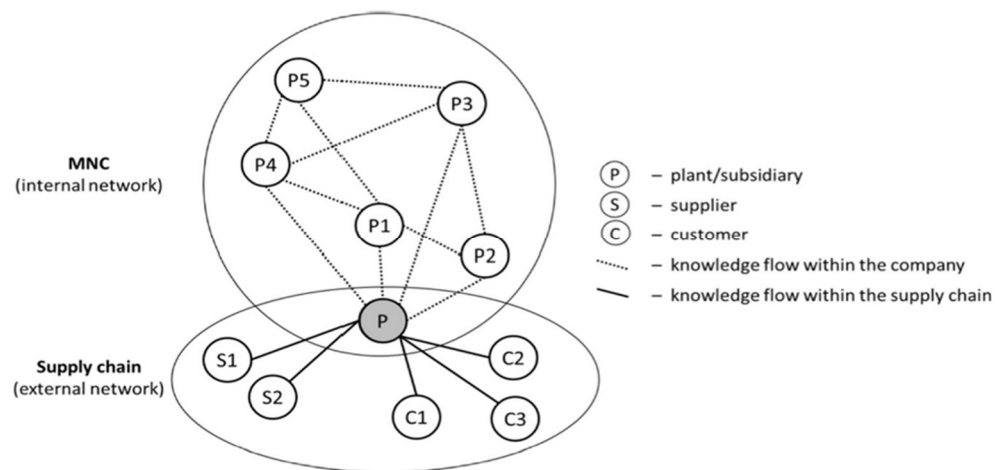 P5
P3
MNC
(internal network)
P4
P1
P2
P
Supply chain
(external network)
S1
S2
C1
C2
C3
P – plant/subsidiary
S – supplier
C – customer
– knowledge flow within the company
– knowledge flow within the supply chain